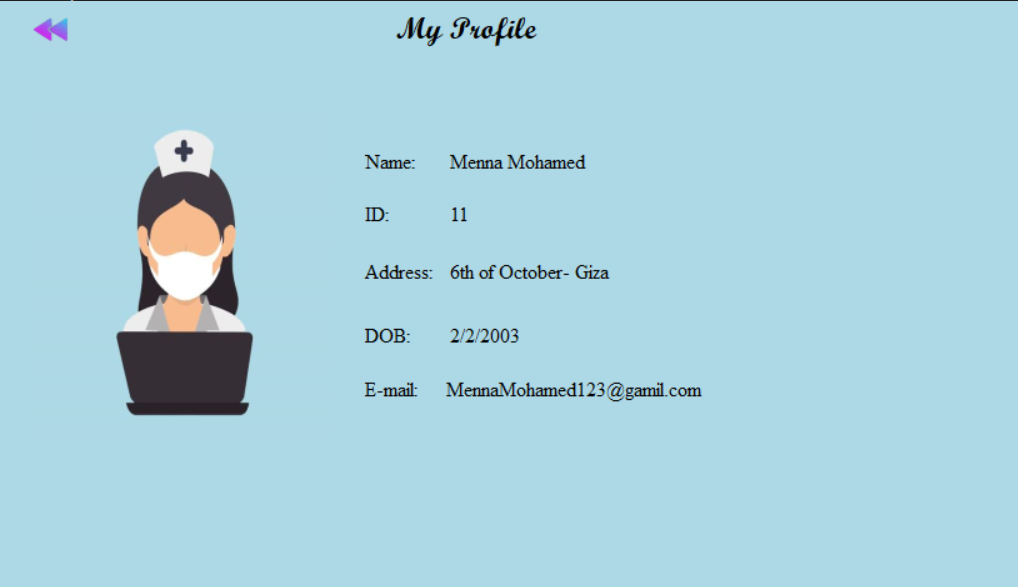 My Profile
Name: Menna Mohamed
ID: 11
Address: 6th of October- Giza
DOB: 2/2/2003
E-mail: MennaMohamed123@gamil.com